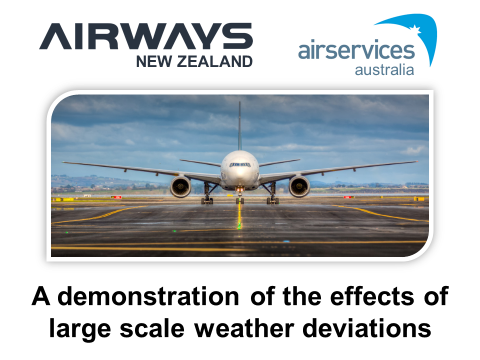 AIRWAYS
NEW ZEALAND
airservices
australia
A demonstration of the effects of
large scale weather deviations